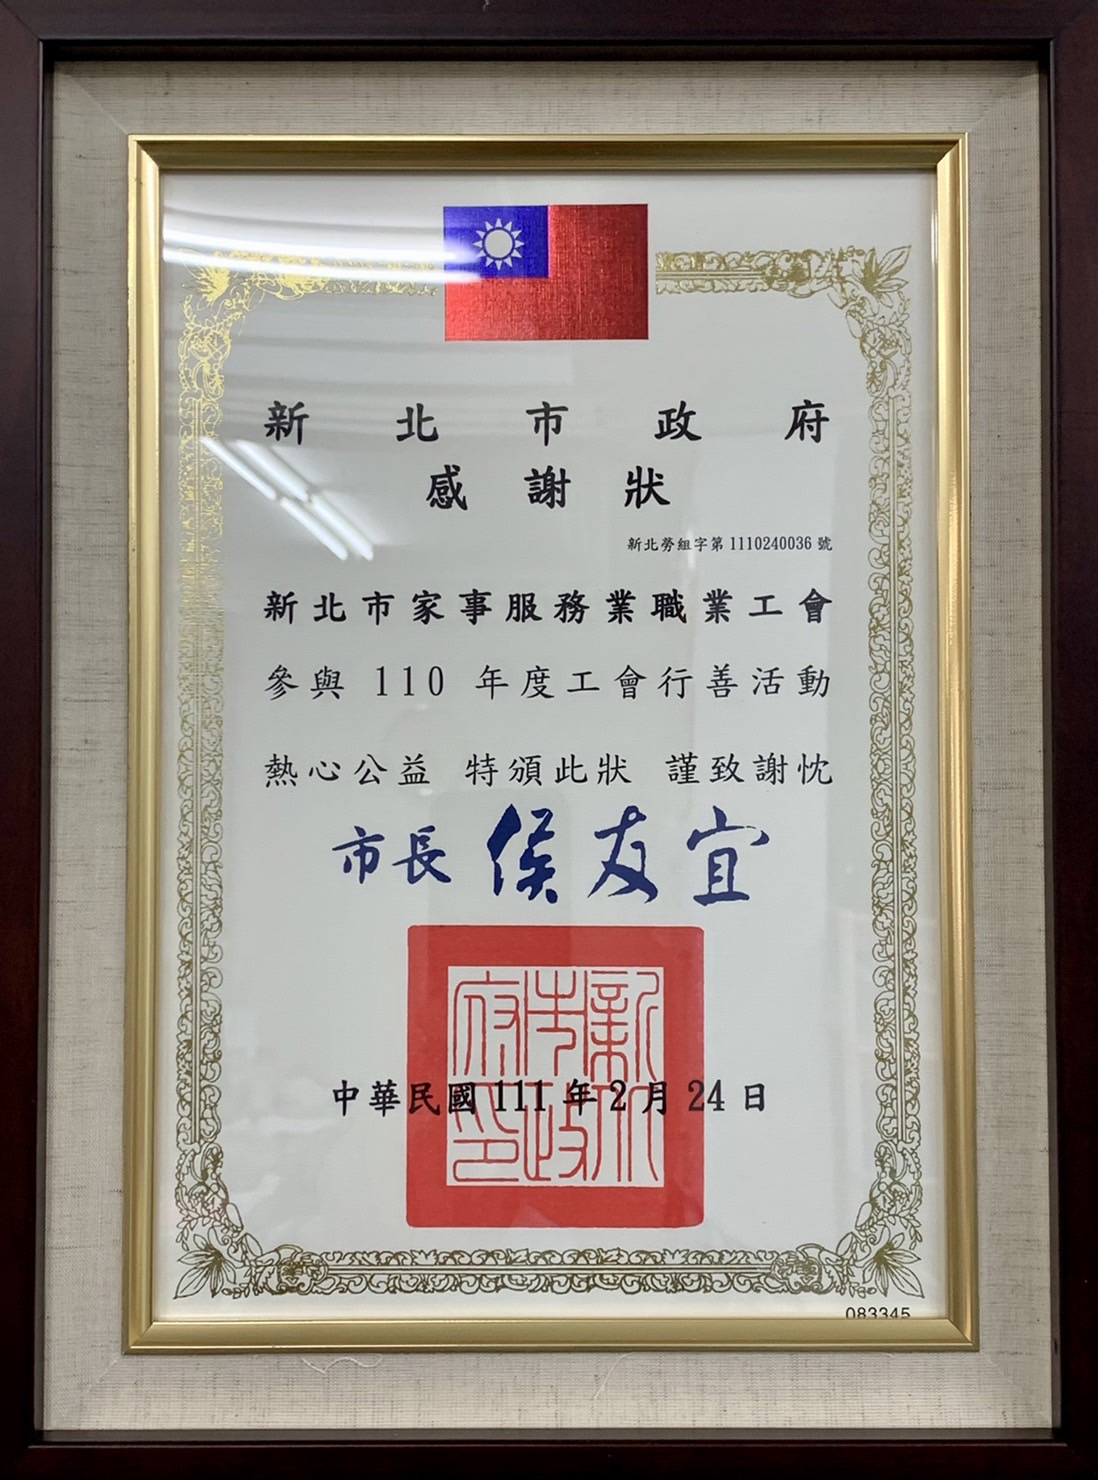 新北市政府
感謝狀
新北勞組字第1110240036號
新北市家事服務業職業工會
參與 110 年度工會行善活動
熱心公益 特頒此狀 謹致謝忱
市長 侯友宜
新北市政府印
中華民國111年2月24日
083345